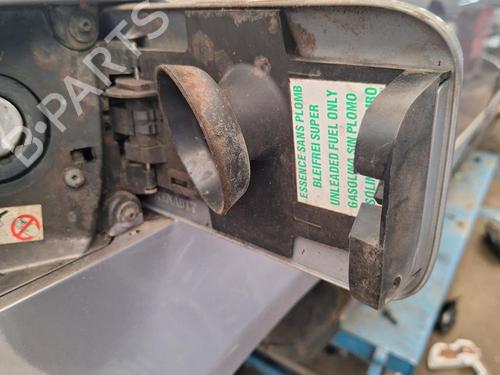 ESSENCE SANS PLOMB
BLEIFREI SUPER
UNLEADED FUEL ONLY
GASOLINA SIN PLOMO
B-PARTS